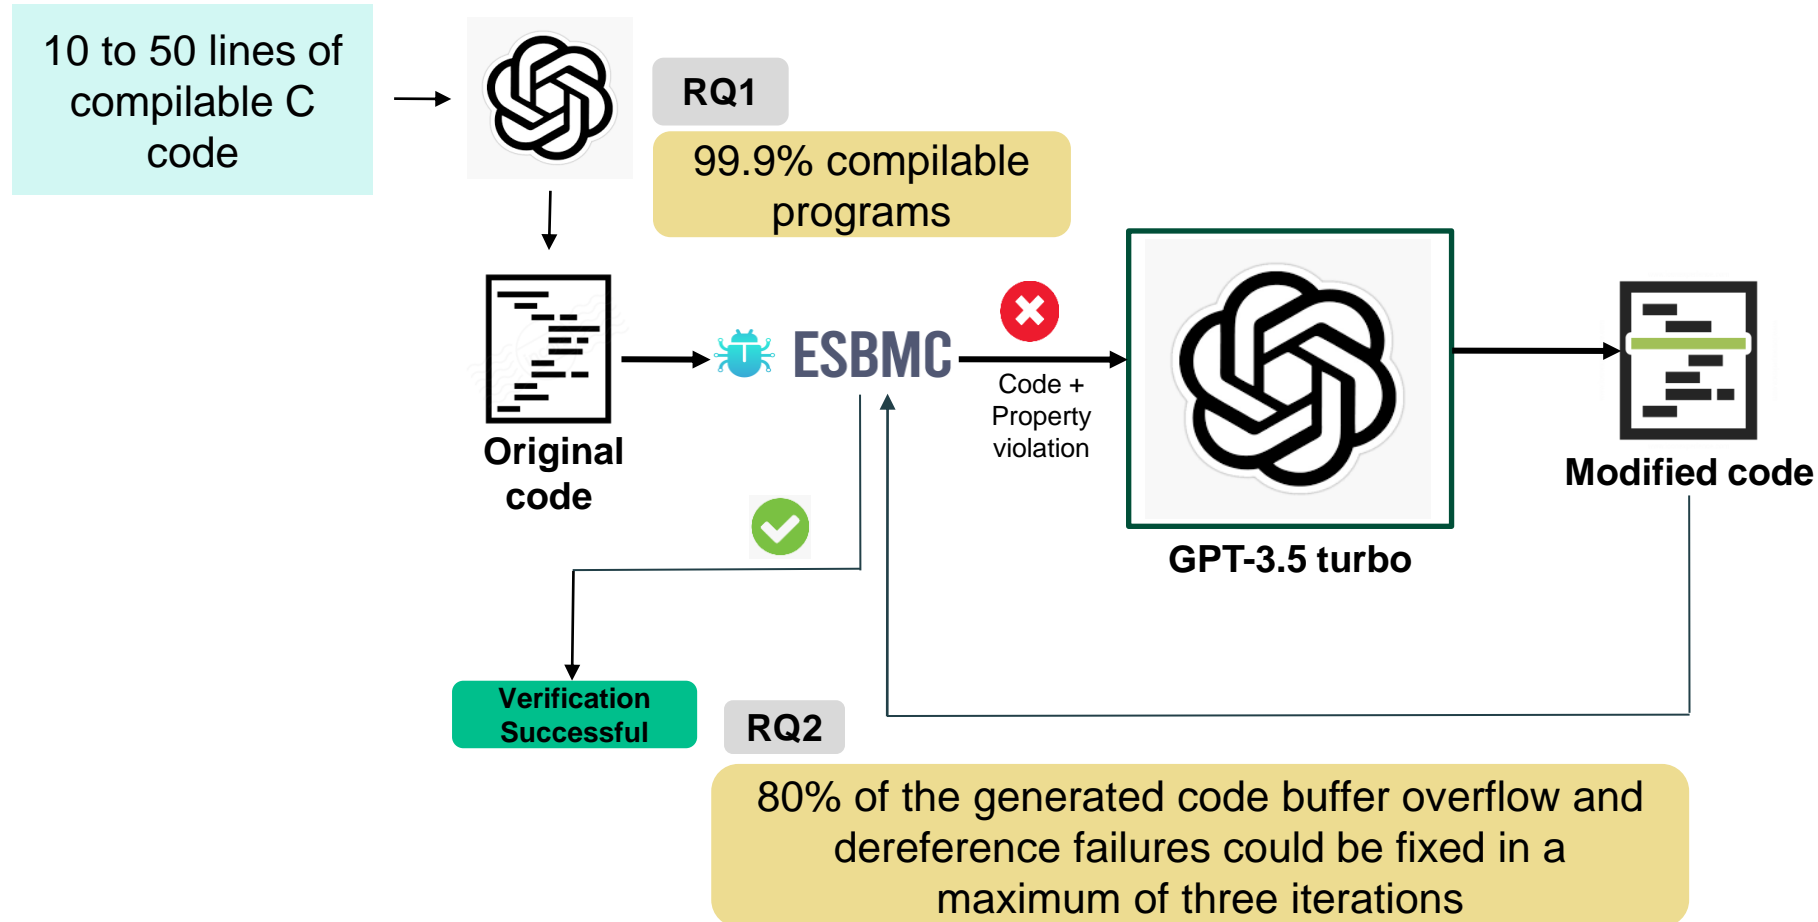 10 to 50 lines of
compilable C
code
RQ1
99.9% compilable
programs
Original
code
ESBMC
Code +
Property
violation
GPT-3.5 turbo
Modified code
Verification
Successful
RQ2
80% of the generated code buffer overflow and
dereference failures could be fixed in a
maximum of three iterations